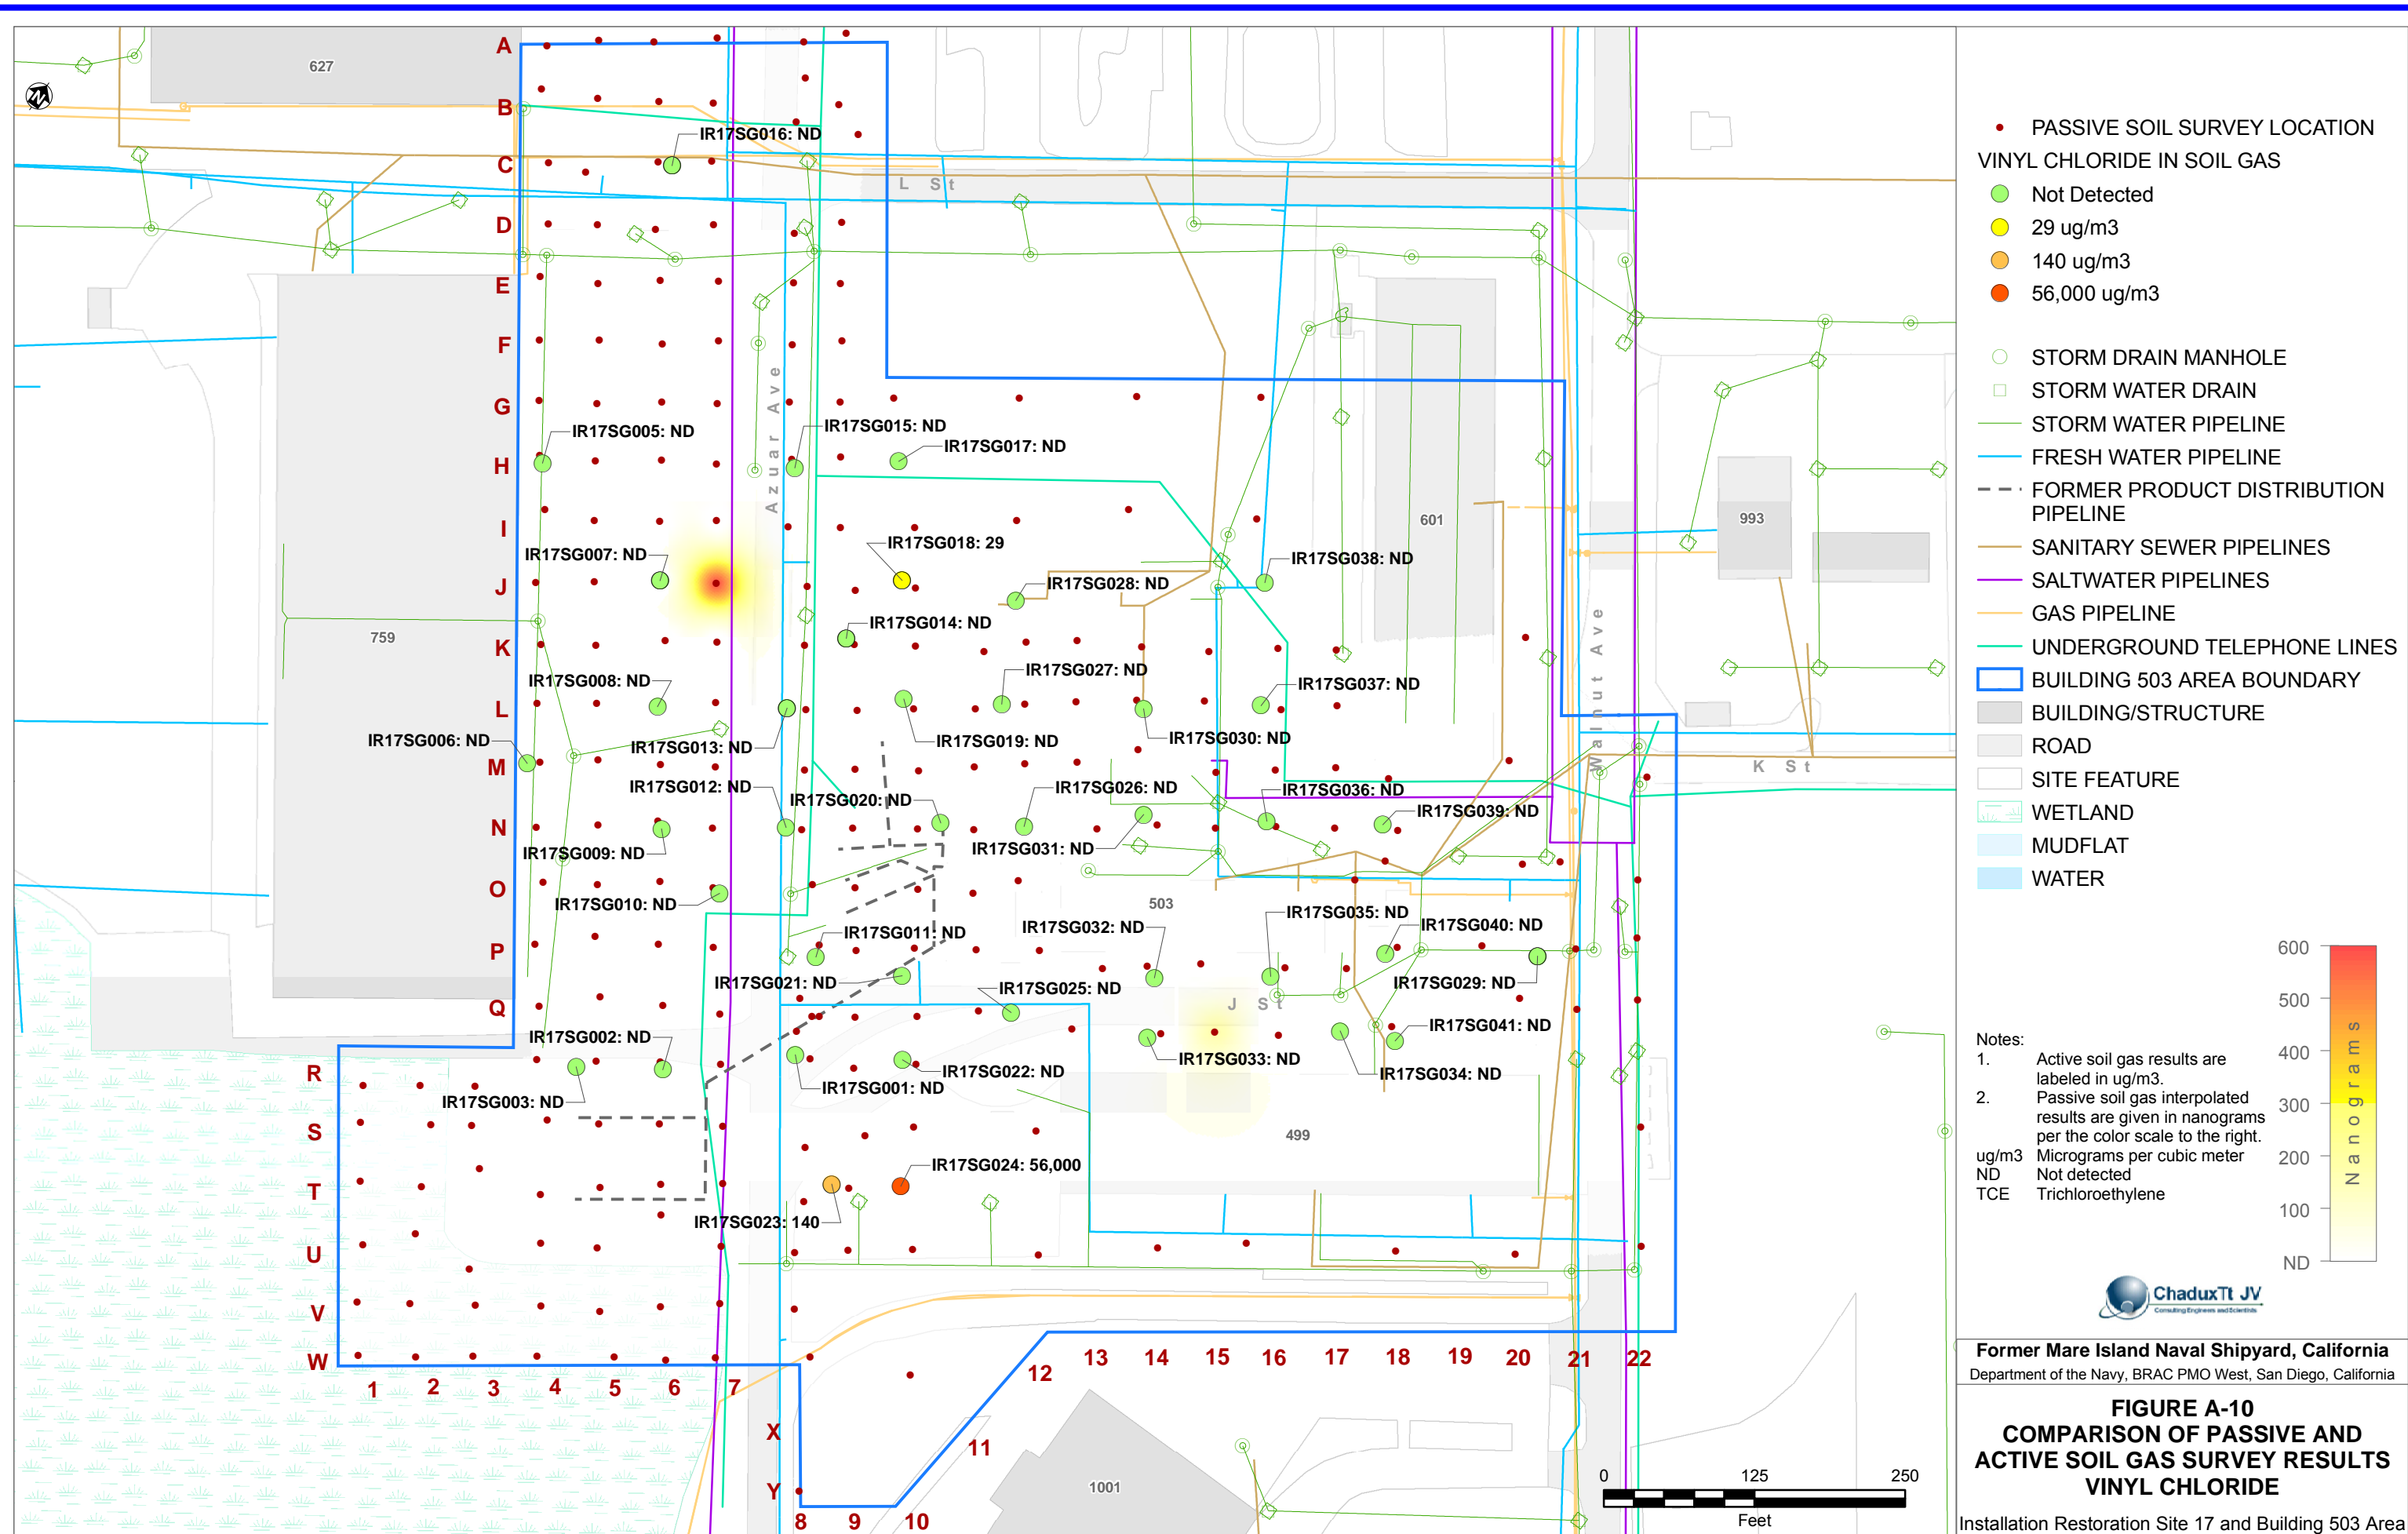 A
627
B
IR17SG016: ND
C
L St
D
E
F
Azuar Ave
G
IR17SG005: ND
IR17SG015: ND
IR17SG017: ND
H
I
601
993
IR17SG018: 29
IR17SG007: ND
IR17SG038: ND
IR17SG028: ND
J
IR17SG014: ND
759
K
Walnut Ave
IR17SG027: ND
IR17SG008: ND
IR17SG037: ND
L
IR17SG006: ND
IR17SG013: ND
IR17SG019: ND
IR17SG030: ND
M
K St
IR17SG012: ND
IR17SG020: ND
IR17SG026: ND
IR17SG036: ND
IR17SG039: ND
N
IR17SG009: ND
IR17SG031: ND
O
IR17SG010: ND
503
IR17SG035: ND
IR17SG032: ND
IR17SG040: ND
IR17SG011: ND
P
IR17SG021: ND
IR17SG029: ND
IR17SG025: ND
Q
J St
IR17SG002: ND
IR17SG041: ND
IR17SG033: ND
R
IR17SG022: ND
IR17SG034: ND
IR17SG001: ND
IR17SG003: ND
S
499
IR17SG024: 56,000
T
IR17SG023: 140
U
V
W
1 2 3 4 5 6 7
12 13 14 15 16 17 18 19 20 21 22
X
11
Y
1001
8 9 10
0 125 250
Feet
PASSIVE SOIL SURVEY LOCATION
VINYL CHLORIDE IN SOIL GAS
Not Detected
29 ug/m3
140 ug/m3
56,000 ug/m3
STORM DRAIN MANHOLE
STORM WATER DRAIN
STORM WATER PIPELINE
FRESH WATER PIPELINE
FORMER PRODUCT DISTRIBUTION
PIPELINE
SANITARY SEWER PIPELINES
SALTWATER PIPELINES
GAS PIPELINE
UNDERGROUND TELEPHONE LINES
BUILDING 503 AREA BOUNDARY
BUILDING/STRUCTURE
ROAD
SITE FEATURE
WETLAND
MUDFLAT
WATER
600
500
400
300
200
100
ND
Nanograms
Notes:
1. Active soil gas results are
labeled in ug/m3.
2. Passive soil gas interpolated
results are given in nanograms
per the color scale to the right.
ug/m3 Micrograms per cubic meter
ND Not detected
TCE Trichloroethylene
ChaduxTt JV
Consulting Engineers and Scientists
Former Mare Island Naval Shipyard, California
Department of the Navy, BRAC PMO West, San Diego, California
FIGURE A-10
COMPARISON OF PASSIVE AND
ACTIVE SOIL GAS SURVEY RESULTS
VINYL CHLORIDE
Installation Restoration Site 17 and Building 503 Area